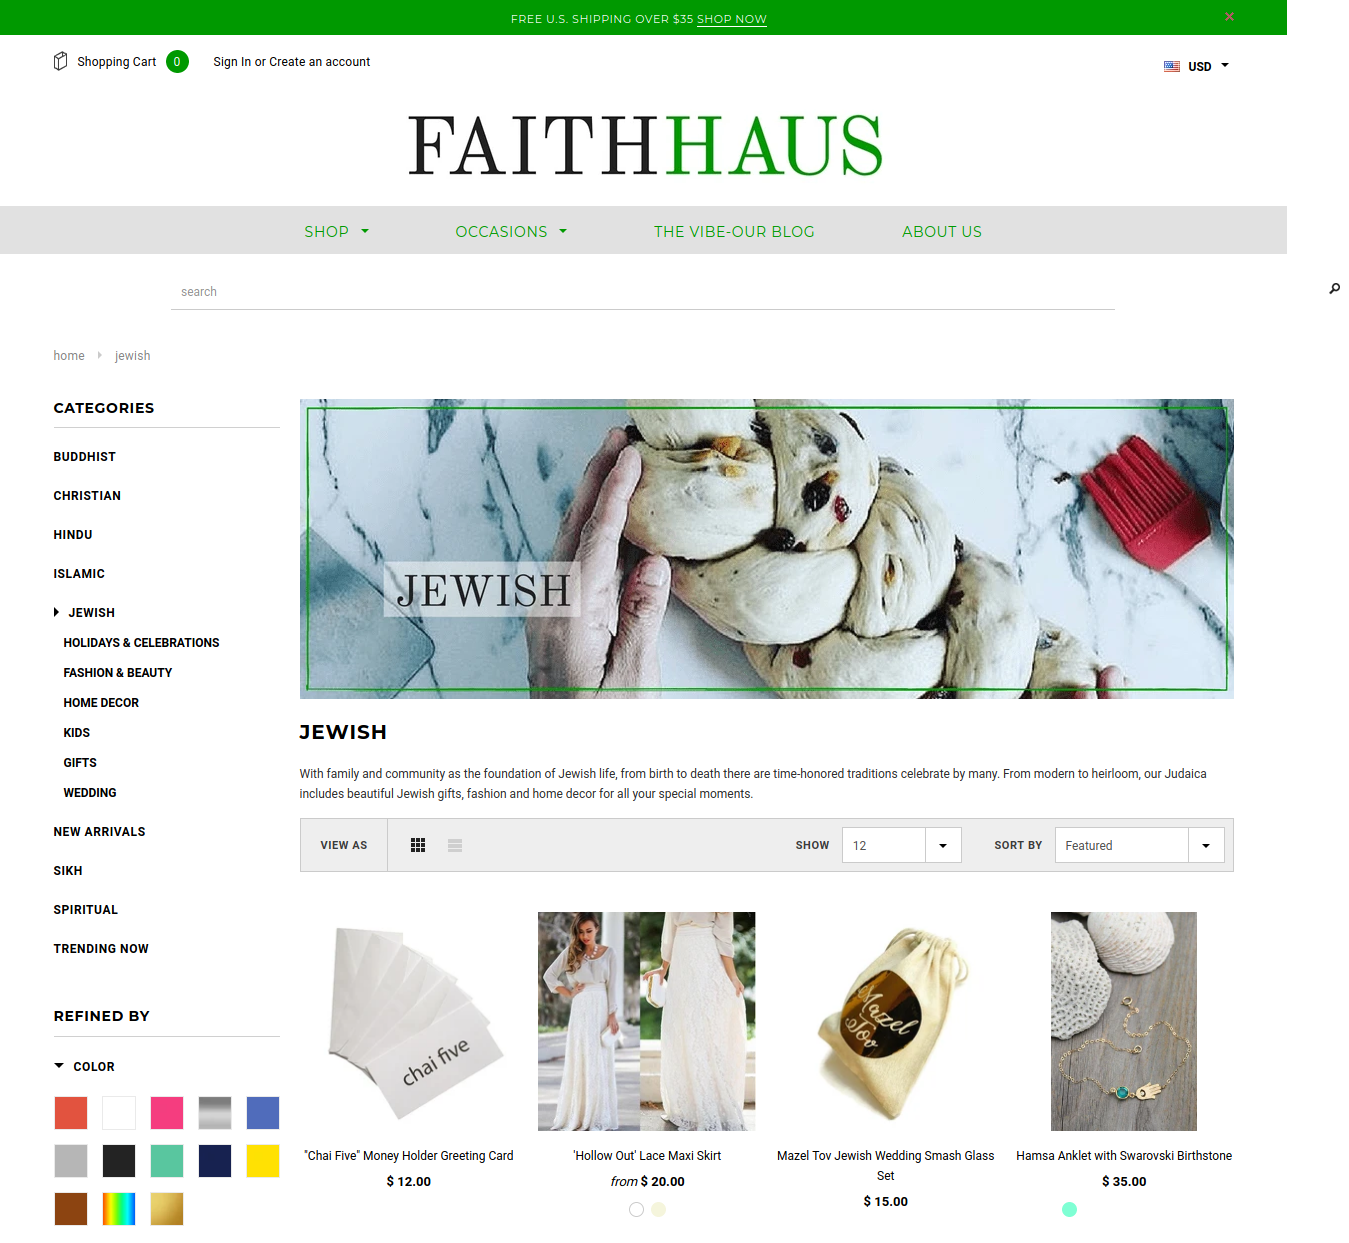 FREE U.S. SHIPPING OVER $35 SHOP NOW
Shopping Cart 0 Sign In or Create an account USD
FAITHHAUS
SHOP OCCASIONS THE VIBE-OUR BLOG ABOUT US
search
home jewish
CATEGORIES
BUDDHIST
CHRISTIAN
HINDU
ISLAMIC
JEWISH
HOLIDAYS & CELEBRATIONS
FASHION & BEAUTY
HOME DECOR
KIDS
GIFTS
WEDDING
NEW ARRIVALS
SIKH
SPIRITUAL
TRENDING NOW
REFINED BY
COLOR
JEWISH
JEWISH
With family and community as the foundation of Jewish life, from birth to death there are time-honored traditions celebrate by many. From modern to heirloom, our Judaica
includes beautiful Jewish gifts, fashion and home decor for all your special moments.
VIEW AS SHOW 12 SORT BY Featured
chai five
Mazel
Tov
"Chai Five" Money Holder Greeting Card
$ 12.00
'Hollow Out' Lace Maxi Skirt
from $ 20.00
Mazel Tov Jewish Wedding Smash Glass
Set
$ 15.00
Hamsa Anklet with Swarovski Birthstone
$ 35.00